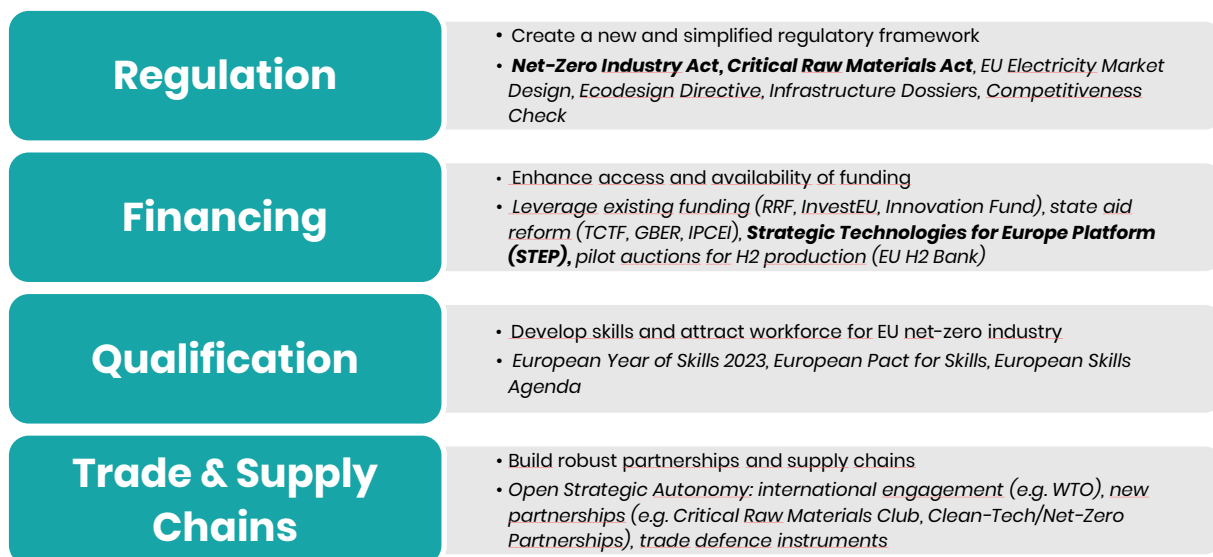 Regulation
• Create a new and simplified regulatory framework
• Net-Zero Industry Act, Critical Raw Materials Act, EU Electricity Market
Design, Ecodesign Directive, Infrastructure Dossiers, Competitiveness
Check
Financing
• Enhance access and availability of funding
• Leverage existing funding (RRF, InvestEU, Innovation Fund), state aid
reform (TCTF, GBER, IPCEI), Strategic Technologies for Europe Platform
(STEP), pilot auctions for H2 production (EU H2 Bank)
Qualification
• Develop skills and attract workforce for EU net-zero industry
• European Year of Skills 2023, European Pact for Skills, European Skills
Agenda
Trade & Supply
Chains
• Build robust partnerships and supply chains
• Open Strategic Autonomy: international engagement (e.g. WTO), new
partnerships (e.g. Critical Raw Materials Club, Clean-Tech/Net-Zero
Partnerships), trade defence instruments